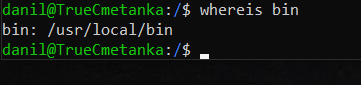 danil@TrueCmetanka:/$ whereis bin
bin: /usr/local/bin
danil@TrueCmetanka:/$